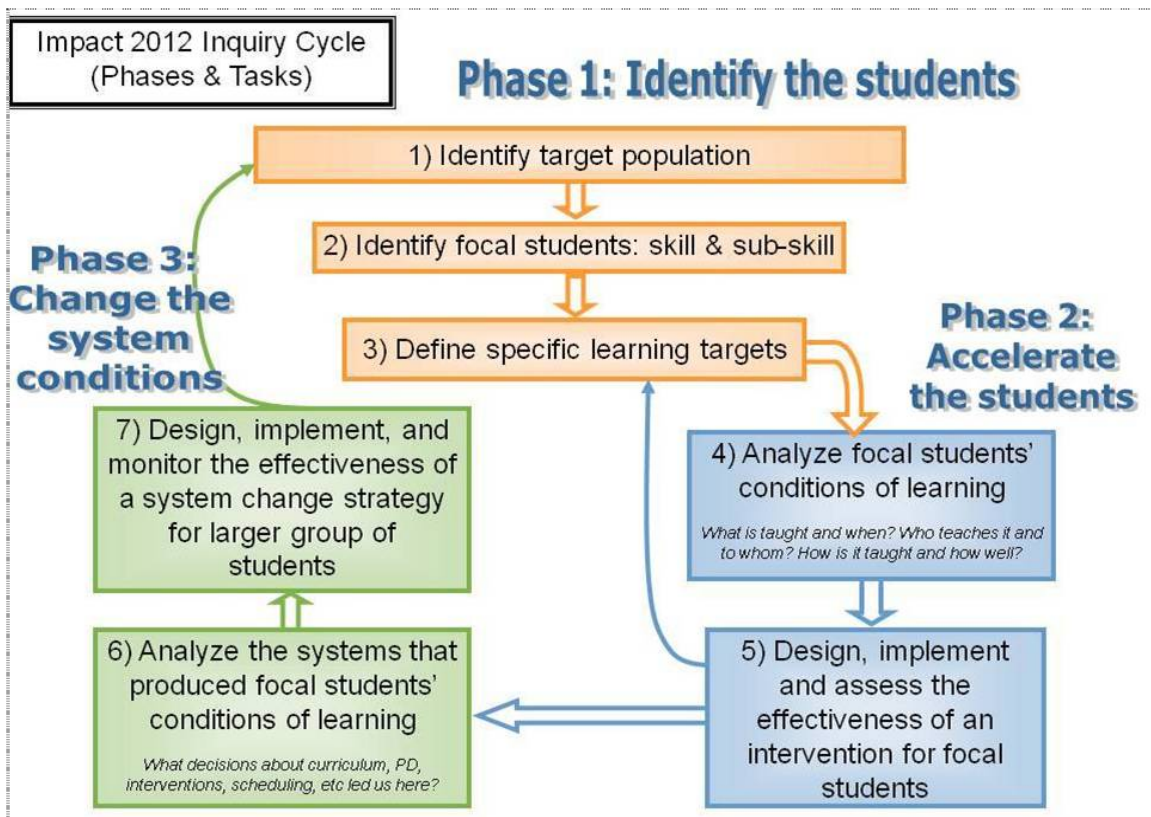 Impact 2012 Inquiry Cycle
(Phases & Tasks)
Phase 1: Identify the students
1) Identify target population
2) Identify focal students: skill & sub-skill
3) Define specific learning targets
Phase 2:
Accelerate
the students
4) Analyze focal students’
conditions of learning
What is taught and when? Who teaches it and
to whom? How is it taught and how well?
5) Design, implement
and assess the
effectiveness of an
intervention for focal
students
6) Analyze the systems that
produced focal students’
conditions of learning
What decisions about curriculum, PD,
interventions, scheduling, etc led us here?
7) Design, implement, and
monitor the effectiveness of
a system change strategy
for larger group of
students
Phase 3:
Change the
system
conditions